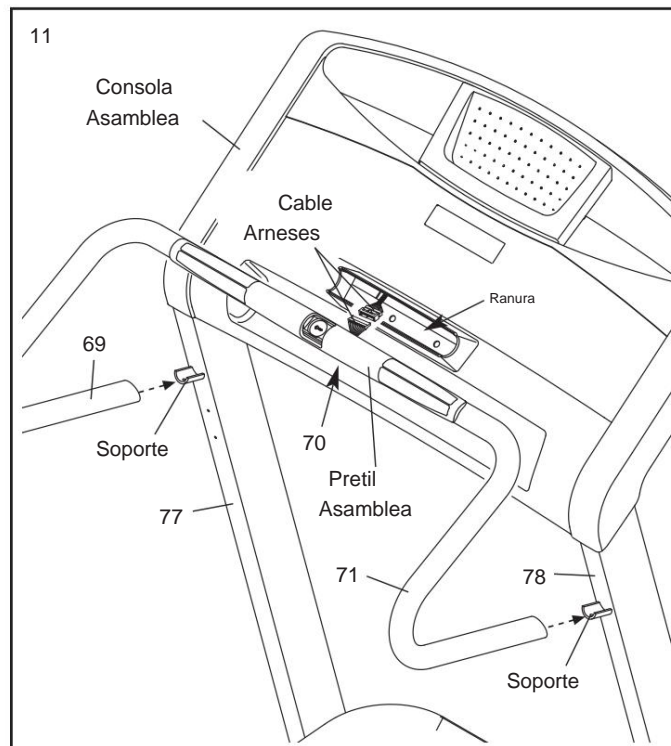 11
Consola
Asamblea
Cable
Arneses
Ranura
69
Soporte
70
77
Pretil
Asamblea
71
78
Soporte